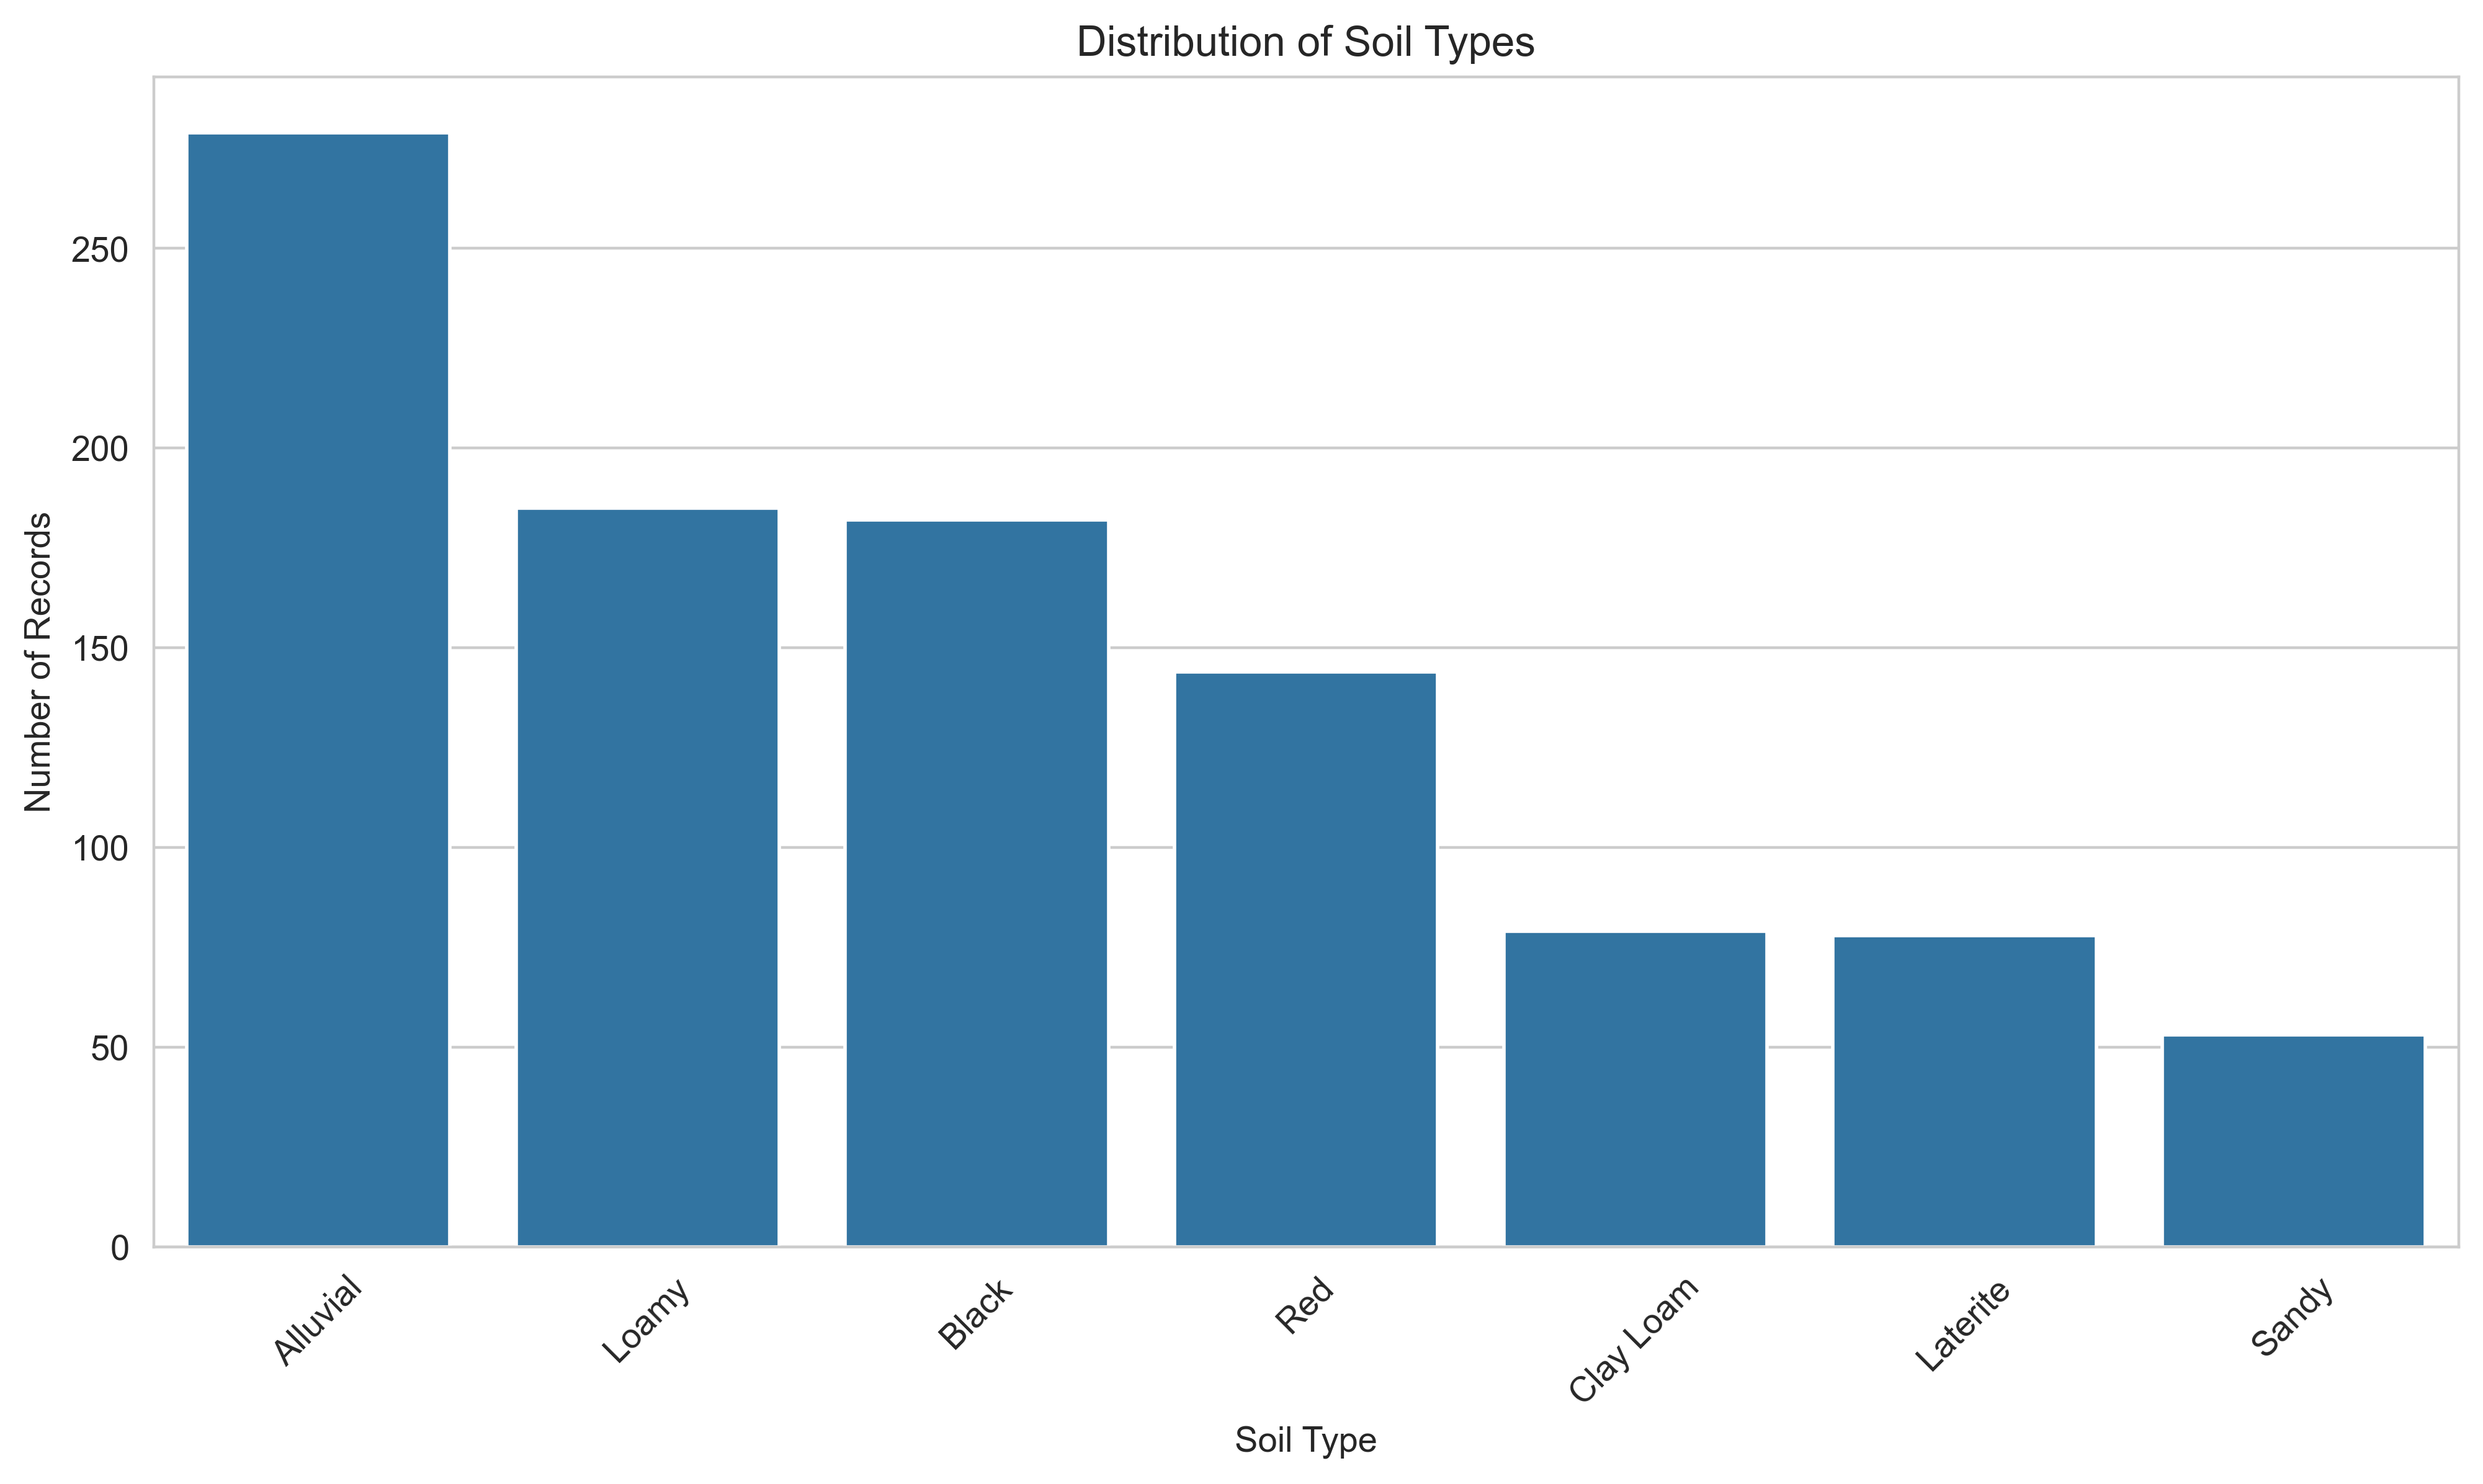 Distribution of Soil Types
Number of Records
250
200
150
100
50
0
Alluvial
Loamy
Black
Red
Clay Loam
Laterite
Sandy
Soil Type